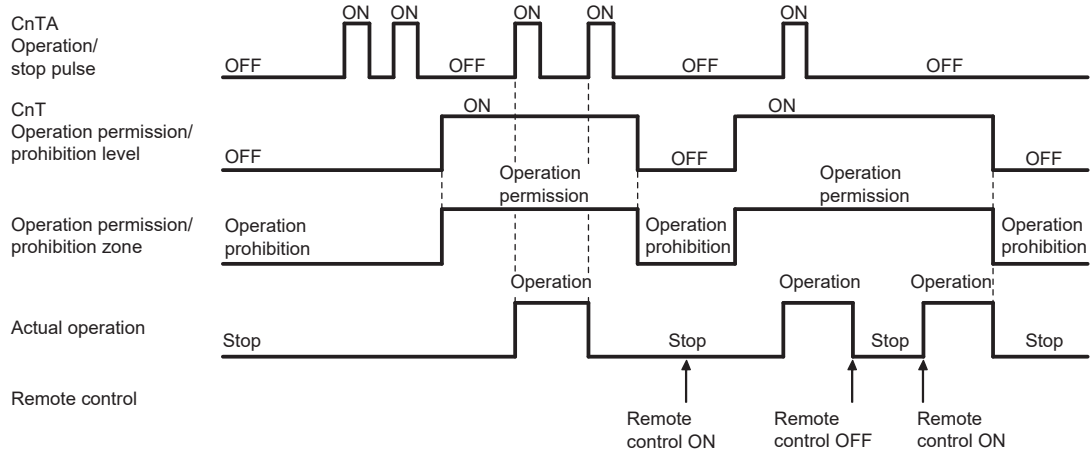 CnTA
Operation/
stop pulse
OFF
ON
ON
OFF
ON
ON
OFF
ON
OFF
CnT
Operation permission/
prohibition level
OFF
ON
OFF
ON
OFF
Operation permission/
prohibition zone
Operation
prohibition
Operation
permission
Operation
prohibition
Operation
permission
Operation
prohibition
Actual operation
Stop
Operation
Stop
Operation
Stop
Operation
Stop
Remote control
Remote
control ON
Remote
control OFF
Remote
control ON